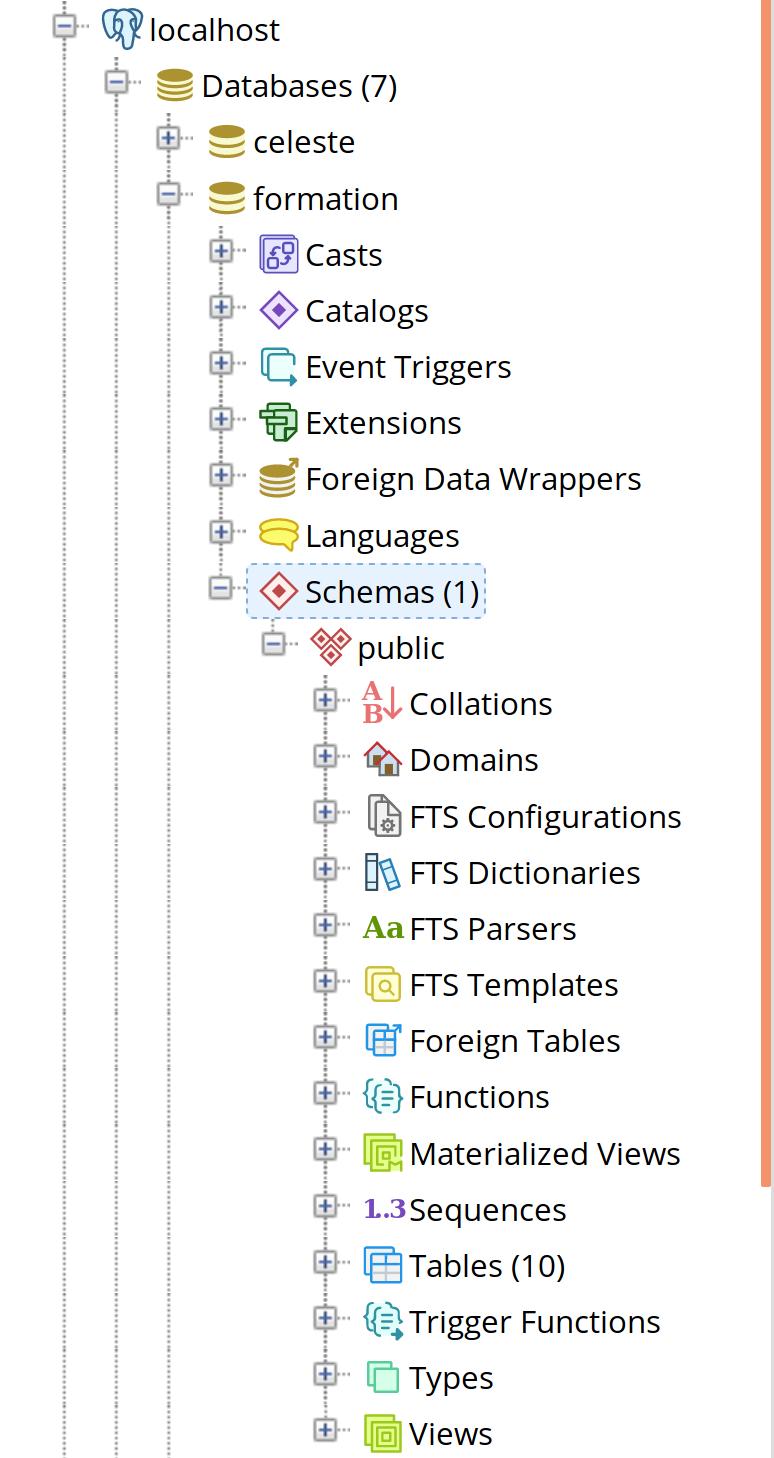 localhost
Databases (7)
celeste
formation
Casts
Catalogs
Event Triggers
Extensions
Foreign Data Wrappers
Languages
Schemas (1)
public
A
B
Collations
Domains
FTS Configurations
FTS Dictionaries
Aa FTS Parsers
FTS Templates
Foreign Tables
Functions
Materialized Views
1..3 Sequences
Tables (10)
Trigger Functions
Types
Views